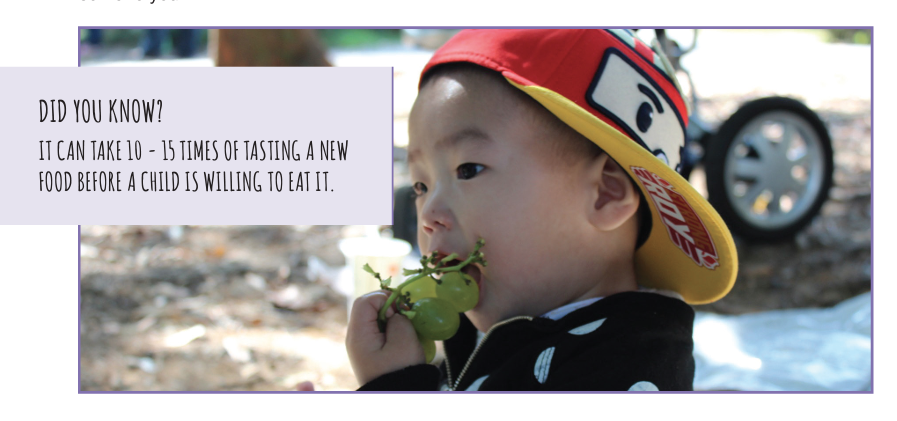 DID YOU KNOW?
IT CAN TAKE 10 - 15 TIMES OF TASTING A NEW
FOOD BEFORE A CHILD IS WILLING TO EAT IT.